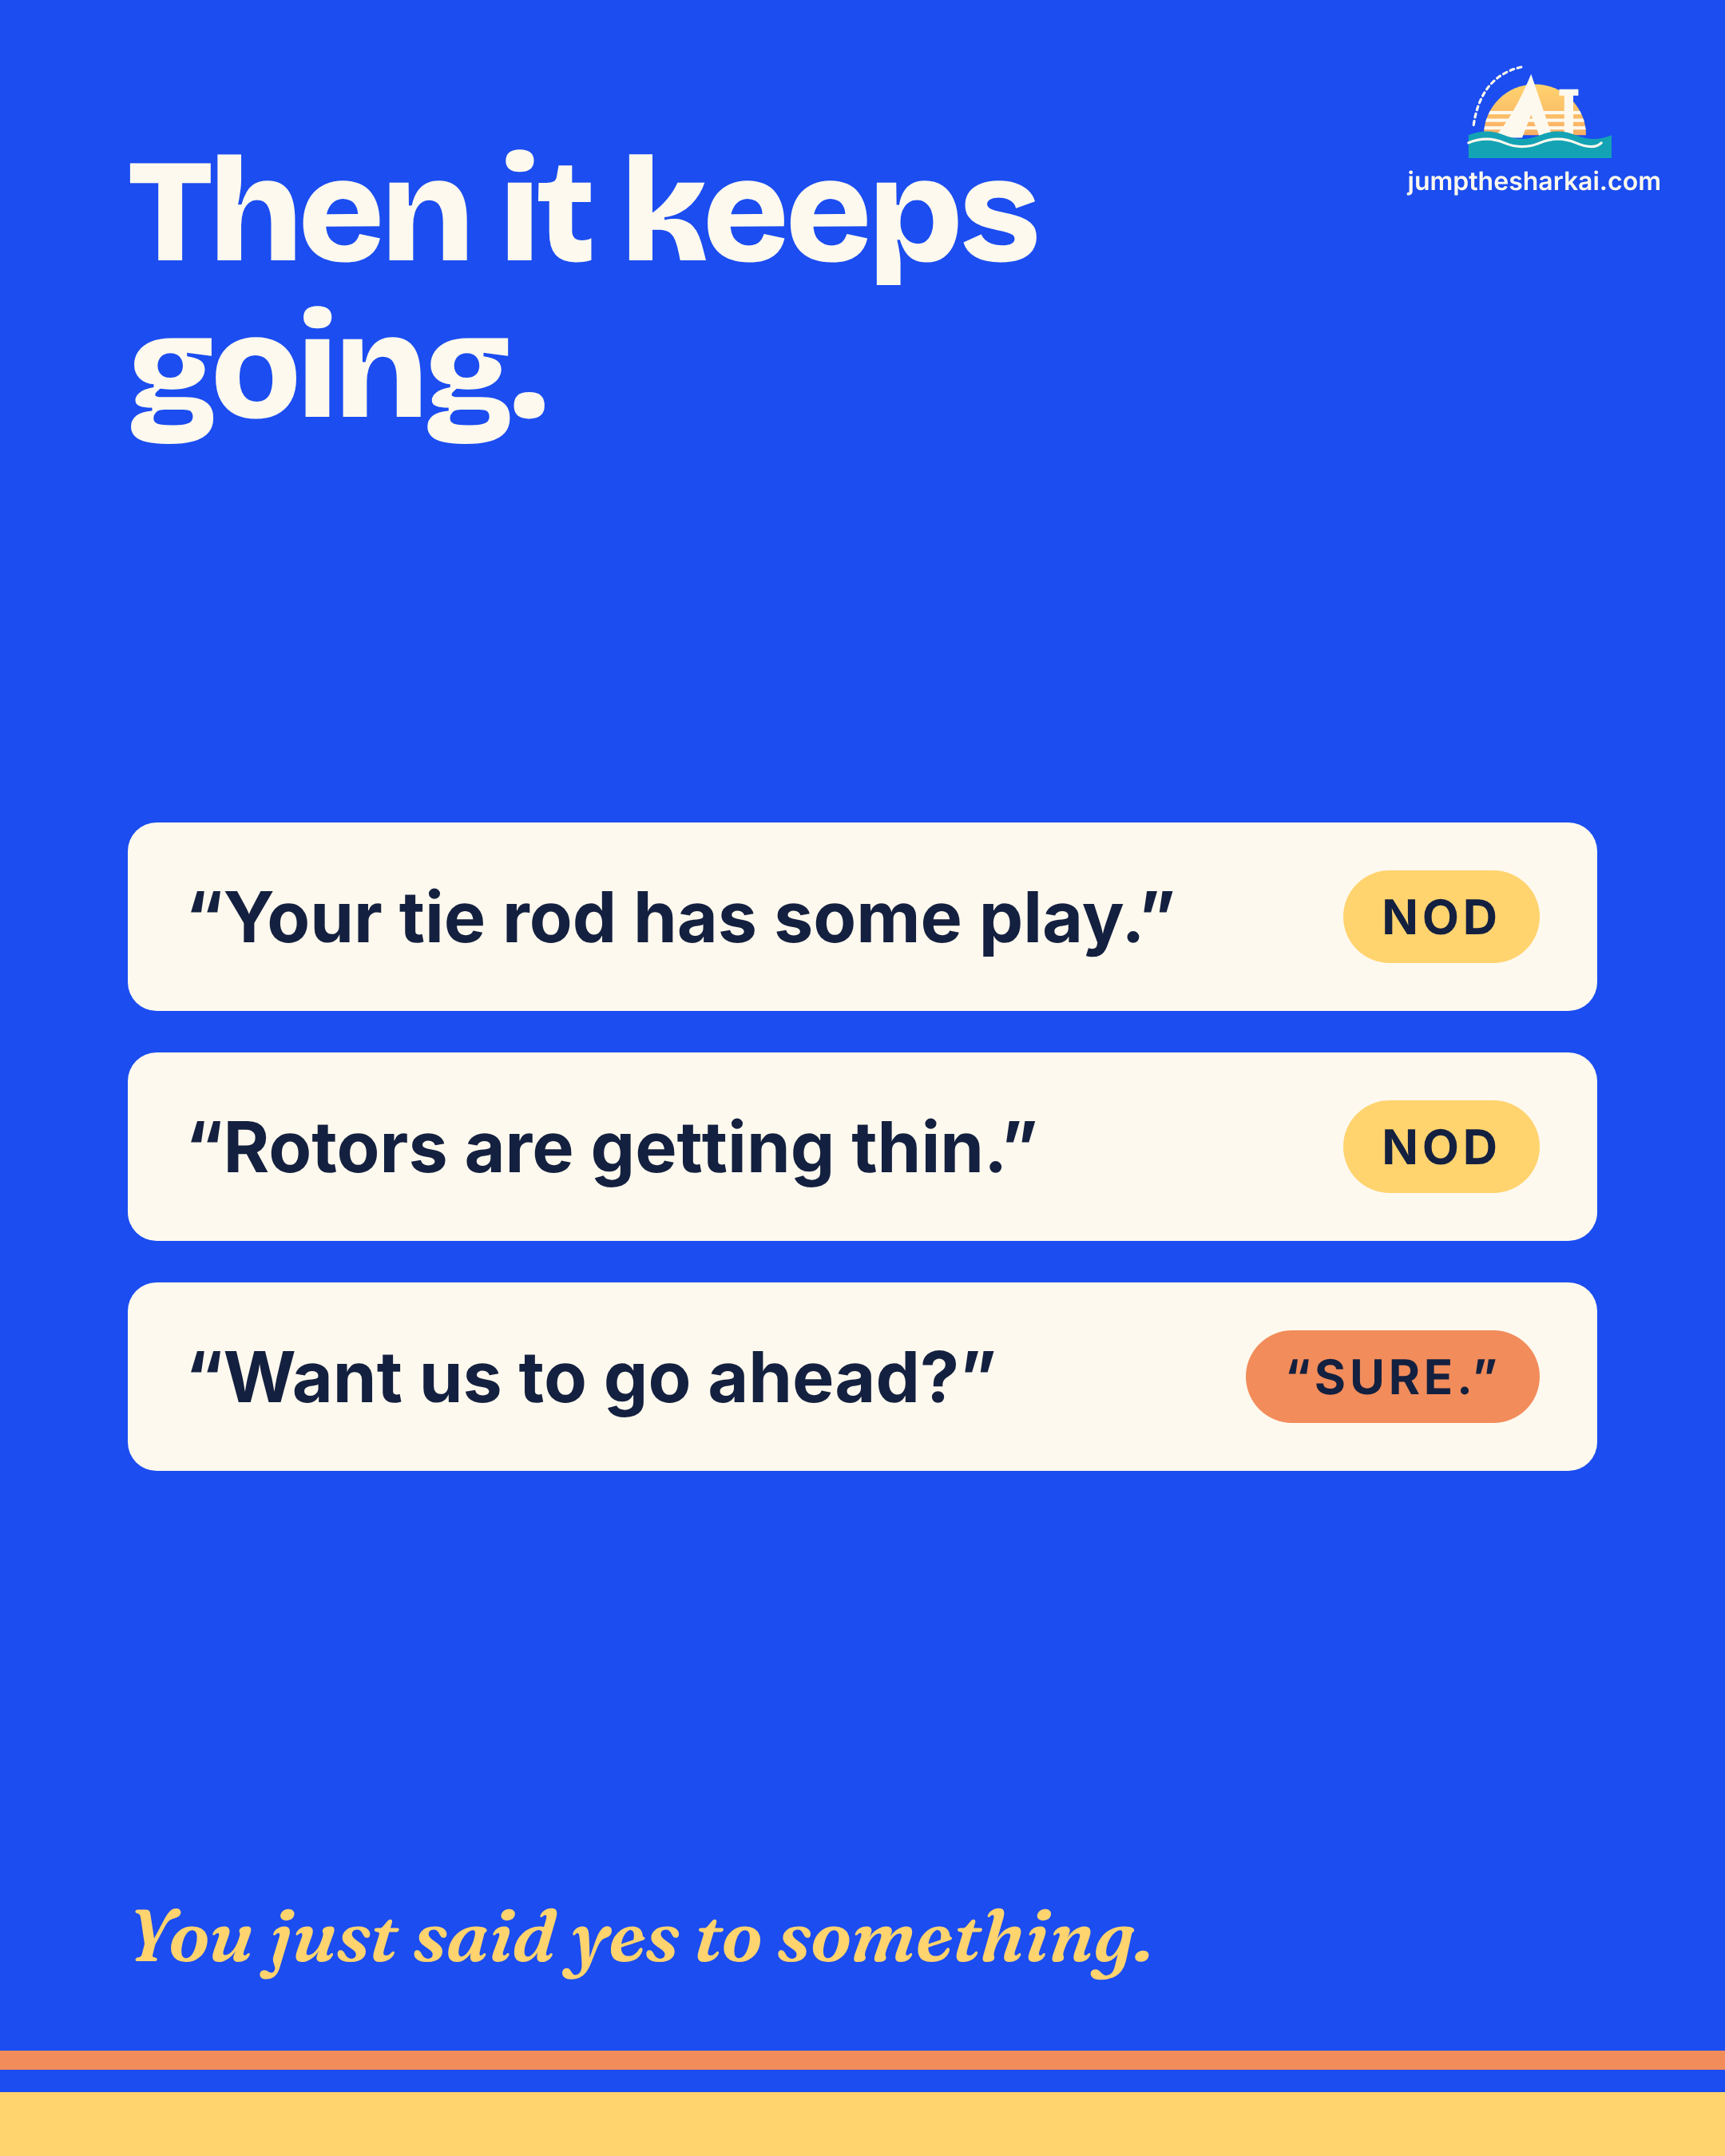 AI
jumpthesharkai.com
Then it keeps
going.
“Your tie rod has some play.” NOD
“Rotors are getting thin.” NOD
“Want us to go ahead?” “SURE.”
You just said yes to something.